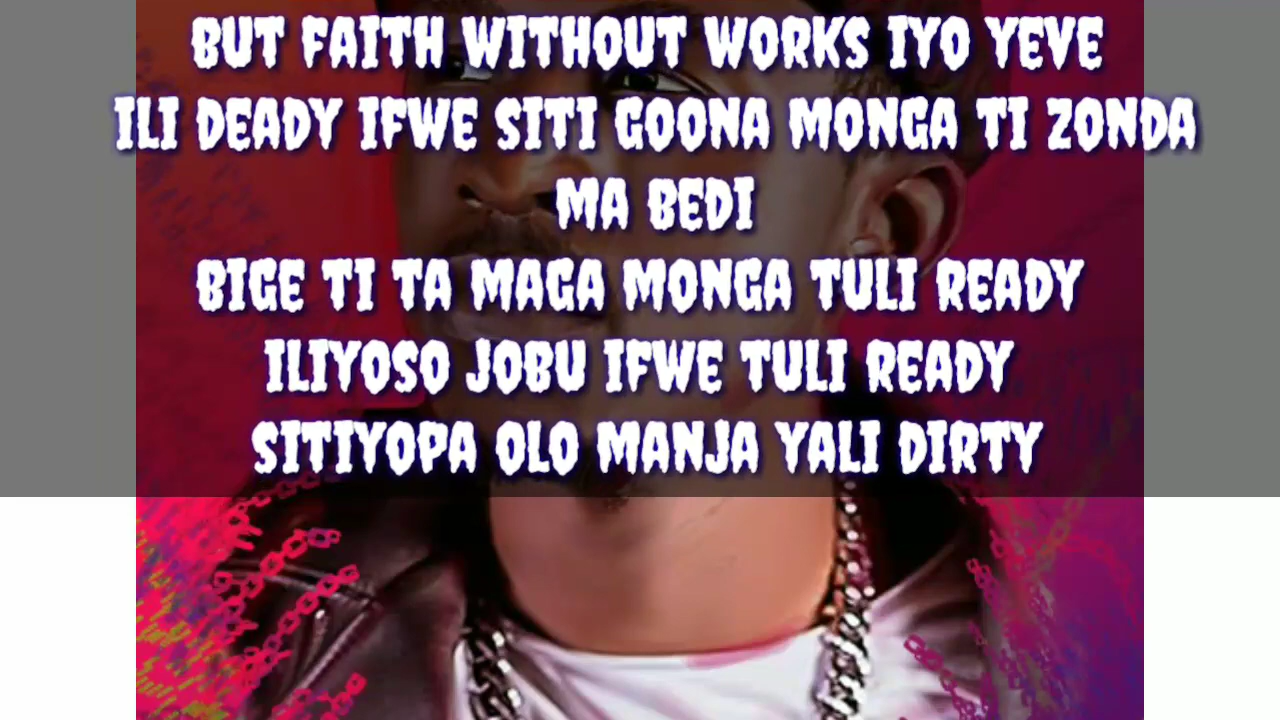 BUT FAITH WITHOUT WORKS IYO YEVE
ILI DEADY IFWE SITI GOONA MONGA TI ZONDA
MA BEDI
BIGE TI TA MAGA MONGA TULI READY
ILIYOSO JOBU IFWE TULI READY
SITIYOPA OLO MANJA YALI DIRTY